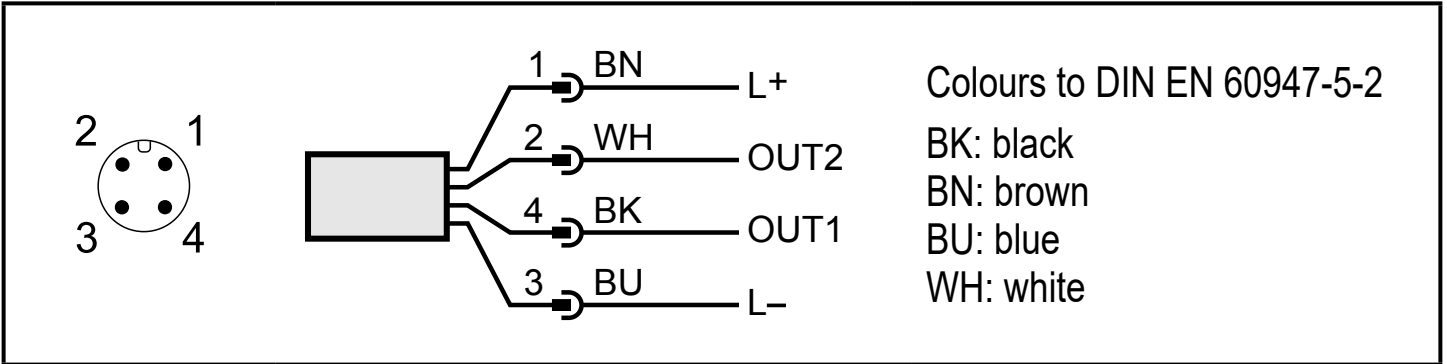 2 1
3 4
1 BN L+
2 WH OUT2
4 BK OUT1
3 BU L–
Colours to DIN EN 60947-5-2
BK: black
BN: brown
BU: blue
WH: white